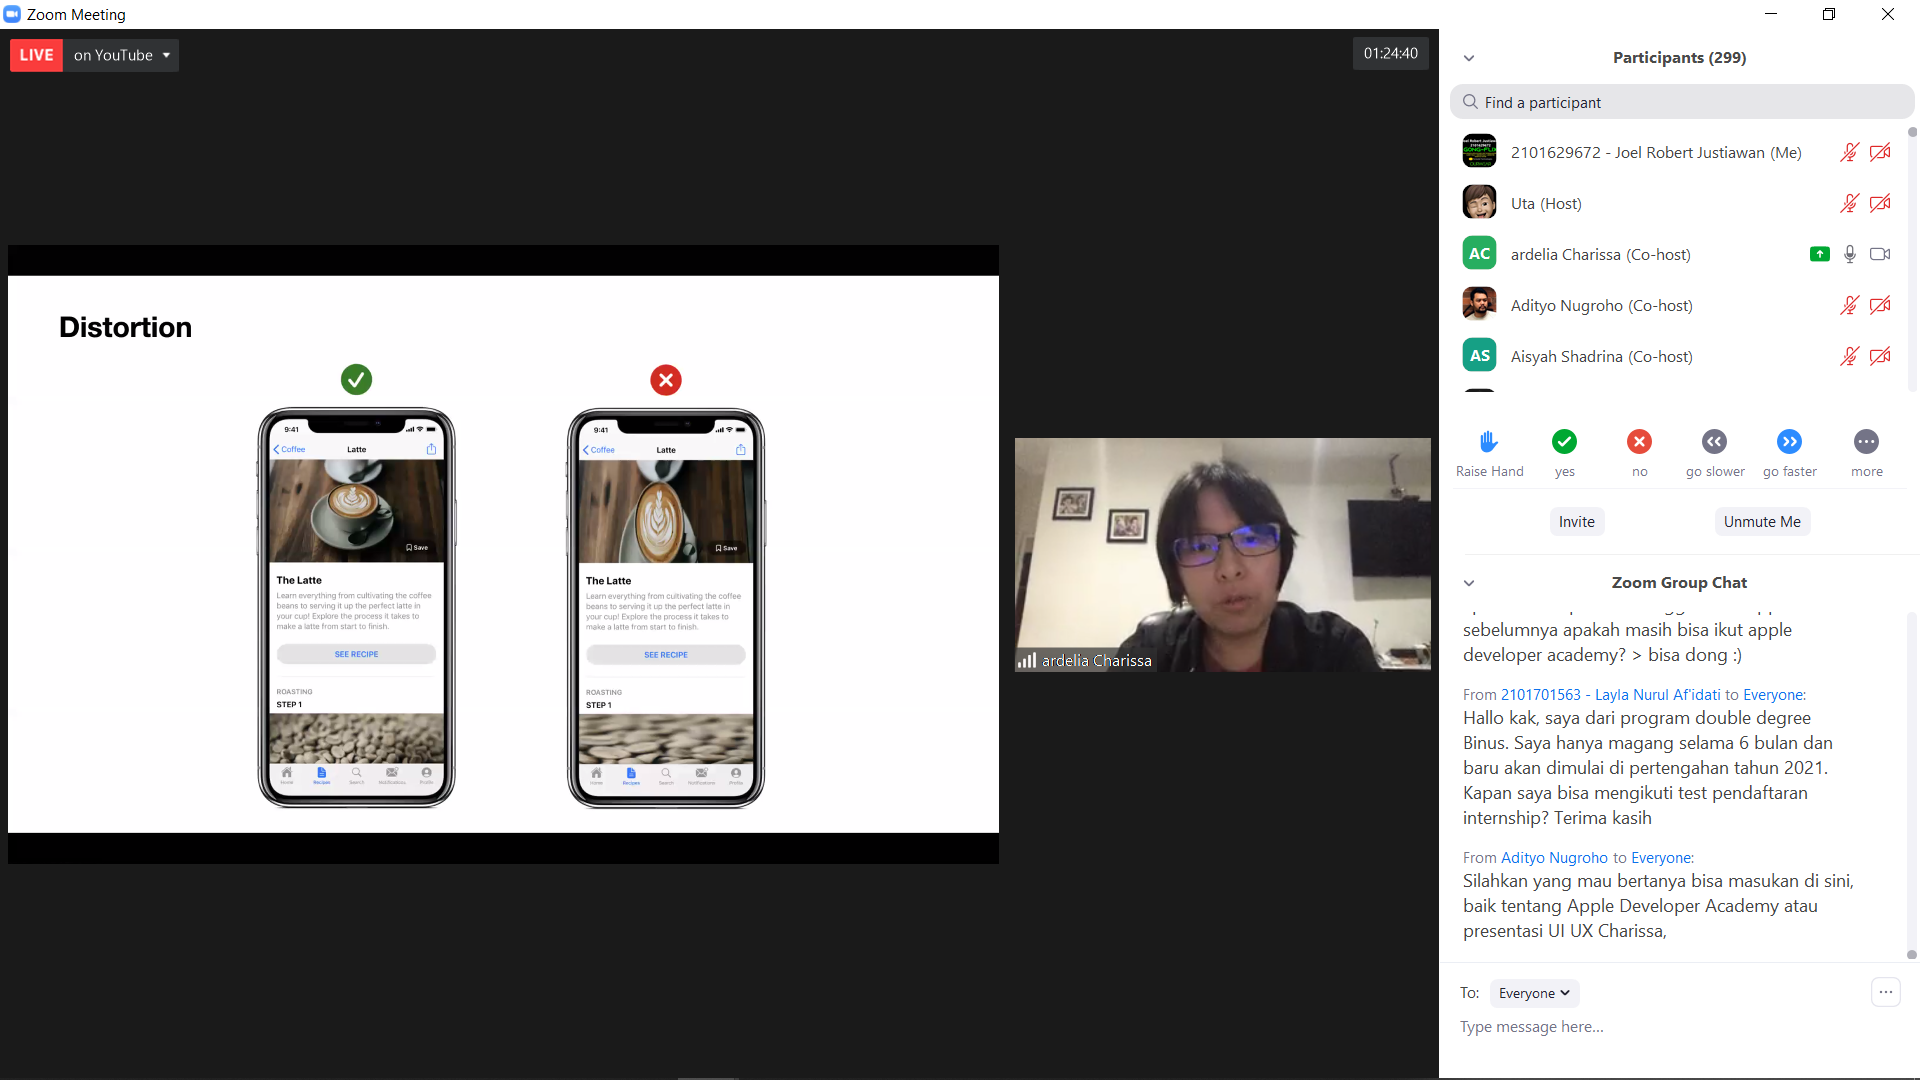 Zoom Meeting
LIVE on YouTube
01:24:40
Distortion
9:41
Coffee Latte
Save
The Latte
Learn everything from cultivating the coffee
beans to serving it up the perfect latte in
your cup! Explore the process it takes to
make a latte from start to finish.
SEE RECIPE
ROASTING
STEP 1
Home Recipes Search Notifications Profile
9:41
Coffee Latte
Save
The Latte
Learn everything from cultivating the coffee
beans to serving it up the perfect latte in
your cup! Explore the process it takes to
make a latte from start to finish.
SEE RECIPE
ROASTING
STEP 1
Home Recipes Search Notifications Profile
ardelia Charissa
Participants (299)
Find a participant
2101629672 - Joel Robert Justiawan (Me)
Uta (Host)
AC ardelia Charissa (Co-host)
Adityo Nugroho (Co-host)
AS Aisyah Shadrina (Co-host)
Raise Hand yes no go slower go faster more
Invite Unmute Me
Zoom Group Chat
sebelumnya apakah masih bisa ikut apple
developer academy? > bisa dong :)
From 2101701563 - Layla Nurul Af'idati to Everyone:
Hallo kak, saya dari program double degree
Binus. Saya hanya magang selama 6 bulan dan
baru akan dimulai di pertengahan tahun 2021.
Kapan saya bisa mengikuti test pendaftaran
internship? Terima kasih
From Adityo Nugroho to Everyone:
Silahkan yang mau bertanya bisa masukan di sini,
baik tentang Apple Developer Academy atau
presentasi UI UX Charissa,
To: Everyone
Type message here...